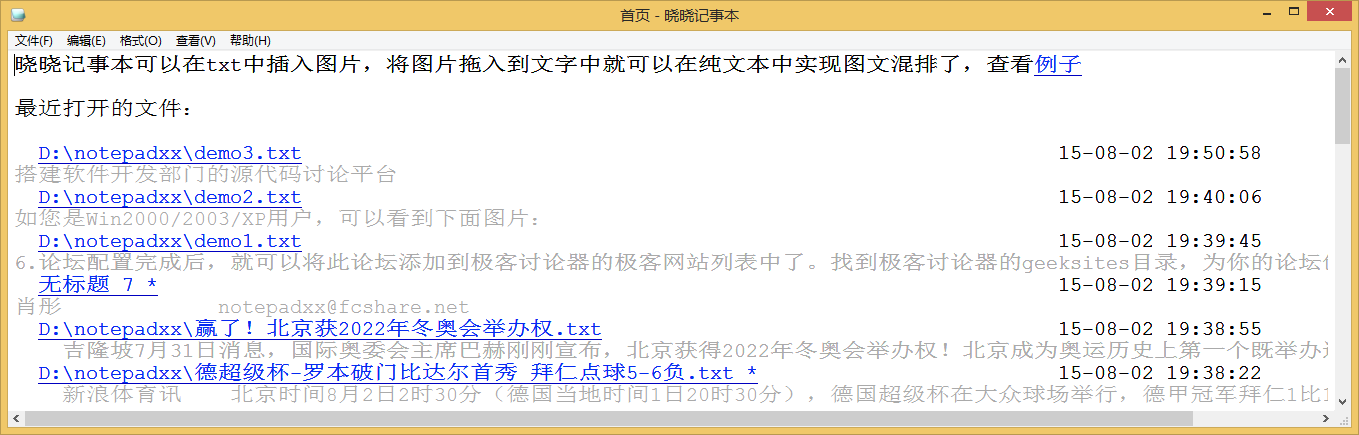 首页 - 晓晓记事本
文件(F) 编辑(E) 格式(O) 查看(V) 帮助(H)
晓晓记事本可以在txt中插入图片，将图片拖入到文字中就可以在纯文本中实现图文混排了，查看例子
最近打开的文件：
D:\notepadxx\demo3.txt 15-08-02 19:50:58
搭建软件开发部门的源代码讨论平台
D:\notepadxx\demo2.txt 15-08-02 19:40:06
如您是Win2000/2003/XP用户，可以看到下面图片：
D:\notepadxx\demo1.txt 15-08-02 19:39:45
6.论坛配置完成后，就可以将此论坛添加到极客讨论器的极客网站列表中了。找到极客讨论器的geeksites目录，为你的论坛
无标题 7 * 15-08-02 19:39:15
肖彤 notepadxx@fcshare.net
D:\notepadxx\赢了！北京获2022年冬奥会举办权.txt 15-08-02 19:38:55
吉隆坡7月31日消息，国际奥委会主席巴赫刚刚宣布，北京获得2022年冬奥会举办权！北京成为奥运历史上第一个既举办
D:\notepadxx\德超级杯-罗本破门比达尔首秀 拜仁点球5-6负.txt * 15-08-02 19:38:22
新浪体育讯 北京时间8月2日2时30分（德国当地时间1日20时30分），德国超级杯在大众球场举行，德甲冠军拜仁1比1